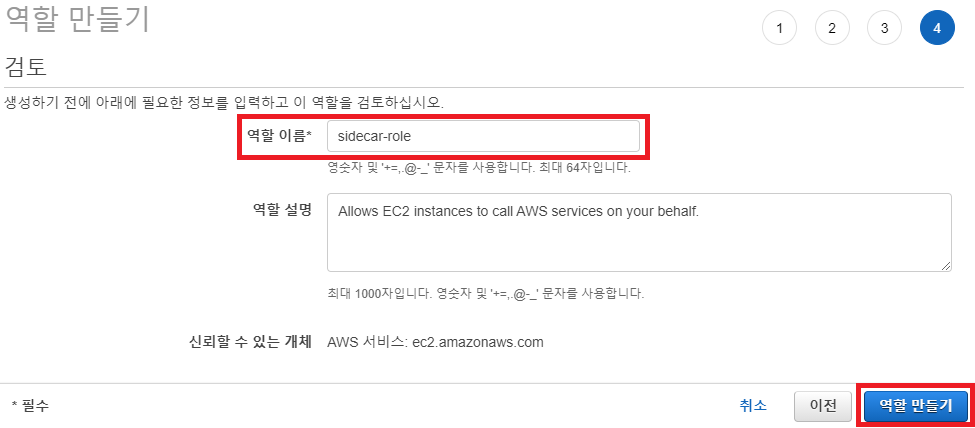 역할 만들기
1 2 3 4
검토
생성하기 전에 아래에 필요한 정보를 입력하고 이 역할을 검토하십시오.
역할 이름* sidecar-role
영숫자 및 '+=,.@-_' 문자를 사용합니다. 최대 64자입니다.
역할 설명 Allows EC2 instances to call AWS services on your behalf.
최대 1000자입니다. 영숫자 및 '+=,.@-_' 문자를 사용합니다.
신뢰할 수 있는 개체 AWS 서비스: ec2.amazonaws.com
* 필수 취소 이전 역할 만들기